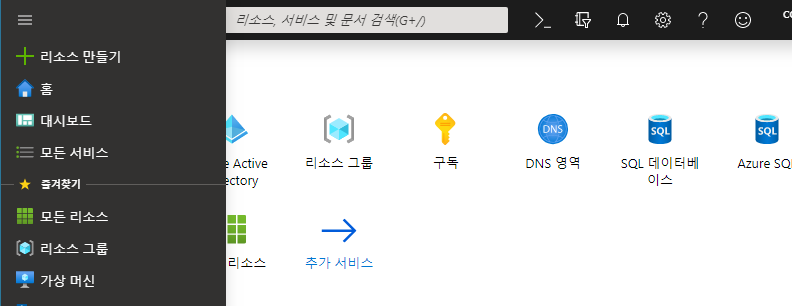 리소스, 서비스 및 문서 검색(G+/)
리소스 만들기
홈
대시보드
모든 서비스
즐겨찾기
모든 리소스
리소스 그룹
가상 머신
Active
rectory
리소스 그룹
구독
DNS
DNS 영역
SQL
SQL 데이터베
이스
SQL
Azure
리소스
추가 서비스